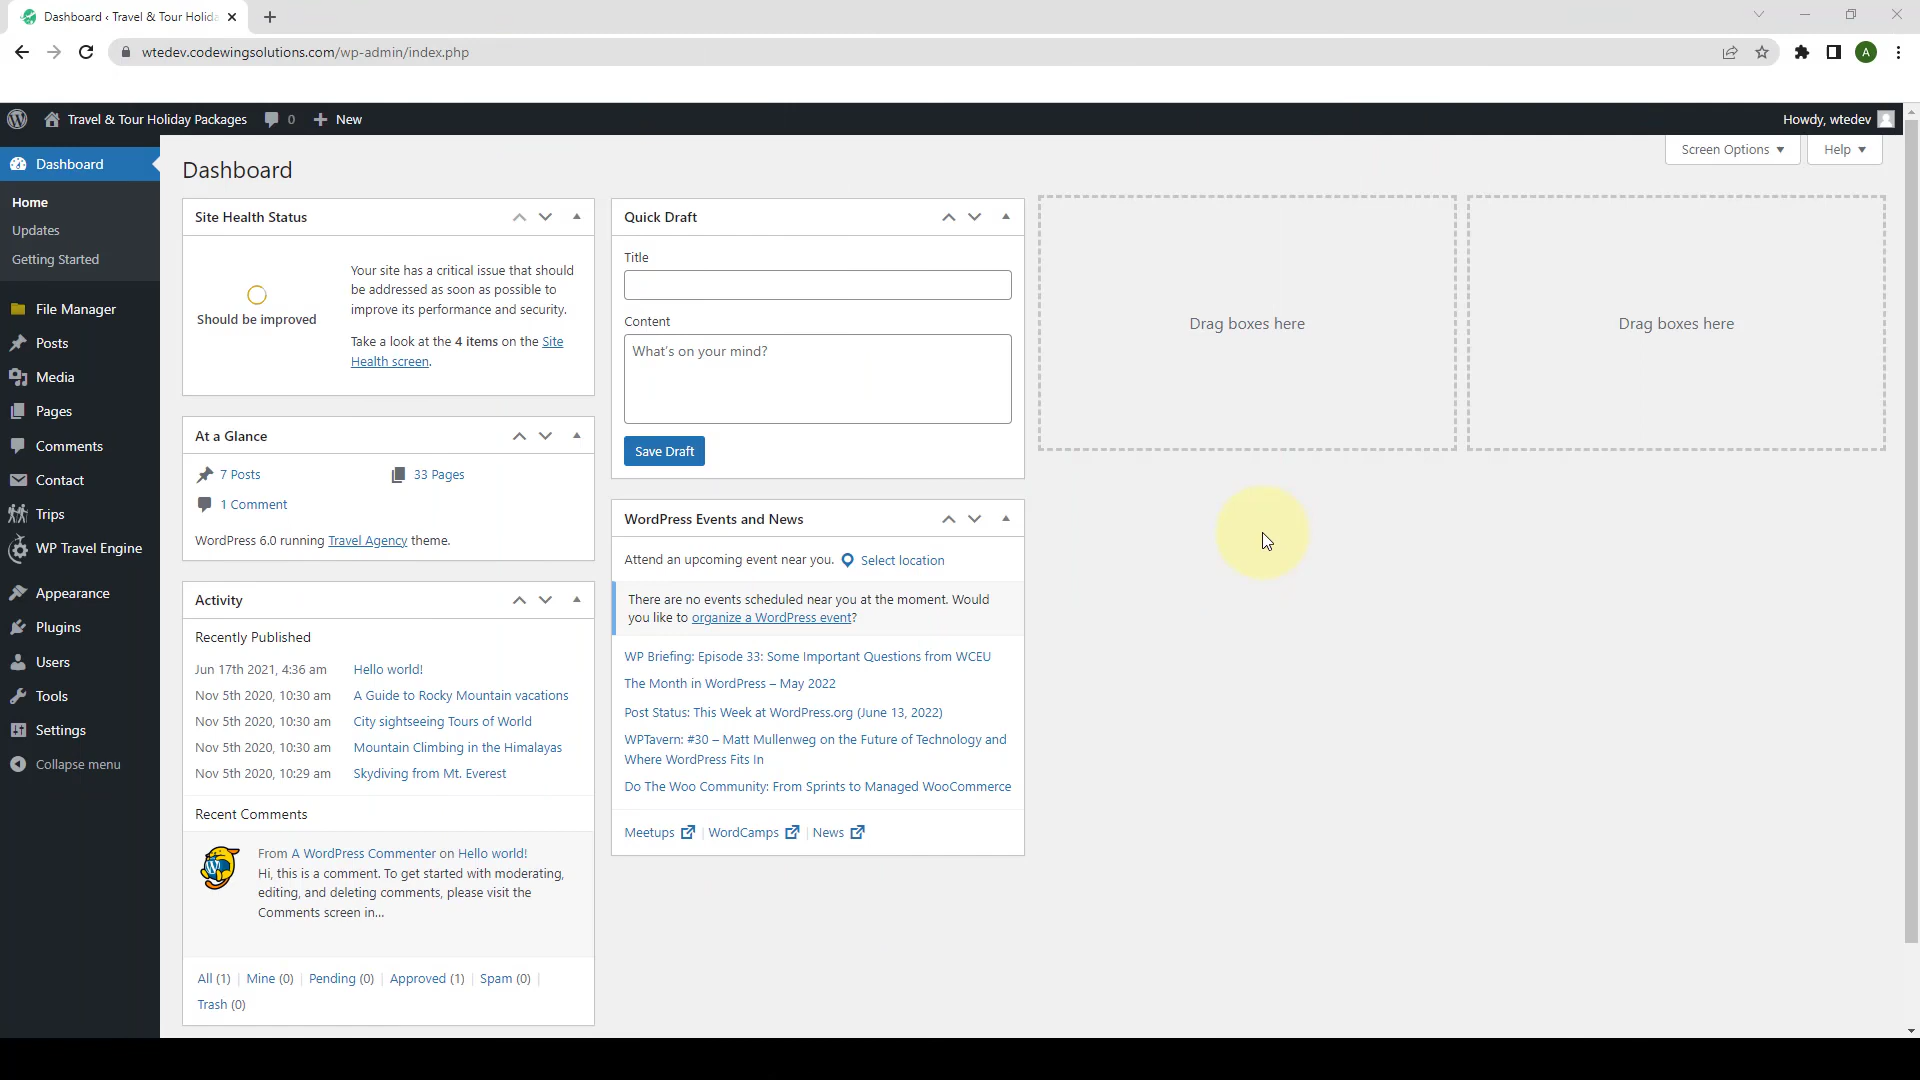 Dashboard ‹ Travel & Tour Holida
wtedev.codewingsolutions.com/wp-admin/index.php
A
Travel & Tour Holiday Packages
0
New
Howdy, wtedev
Dashboard
Home
Updates
Getting Started
File Manager
Posts
Media
Pages
Comments
Contact
Trips
WP Travel Engine
Appearance
Plugins
Users
Tools
Settings
Collapse menu
Dashboard
Screen Options
Help
Site Health Status
Should be improved
Your site has a critical issue that should
be addressed as soon as possible to
improve its performance and security.
Take a look at the 4 items on the Site
Health screen.
At a Glance
7 Posts
33 Pages
1 Comment
WordPress 6.0 running Travel Agency theme.
Activity
Recently Published
Jun 17th 2021, 4:36 am Hello world!
Nov 5th 2020, 10:30 am A Guide to Rocky Mountain vacations
Nov 5th 2020, 10:30 am City sightseeing Tours of World
Nov 5th 2020, 10:30 am Mountain Climbing in the Himalayas
Nov 5th 2020, 10:29 am Skydiving from Mt. Everest
Recent Comments
From A WordPress Commenter on Hello world!
Hi, this is a comment. To get started with moderating,
editing, and deleting comments, please visit the
Comments screen in…
All (1) | Mine (0) | Pending (0) | Approved (1) | Spam (0) |
Trash (0)
Quick Draft
Title
Content
What's on your mind?
Save Draft
WordPress Events and News
Attend an upcoming event near you. Select location
There are no events scheduled near you at the moment. Would
you like to organize a WordPress event?
WP Briefing: Episode 33: Some Important Questions from WCEU
The Month in WordPress – May 2022
Post Status: This Week at WordPress.org (June 13, 2022)
WPTavern: #30 – Matt Mullenweg on the Future of Technology and
Where WordPress Fits In
Do The Woo Community: From Sprints to Managed WooCommerce
Meetups | WordCamps | News
Drag boxes here
Drag boxes here